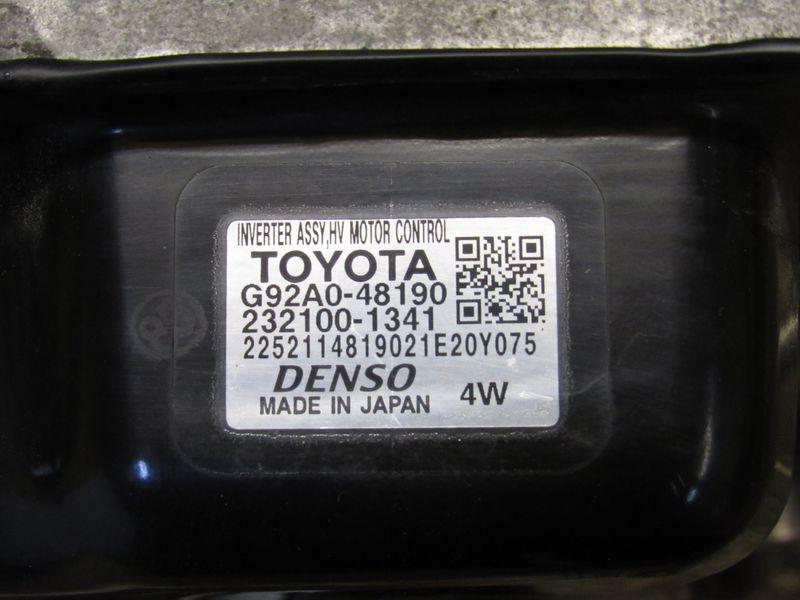 INVERTER ASSY,HV MOTOR CONTROL
TOYOTA
G92A0-48190
232100-1341
2252114819021E20Y075
DENSO
MADE IN JAPAN 4W